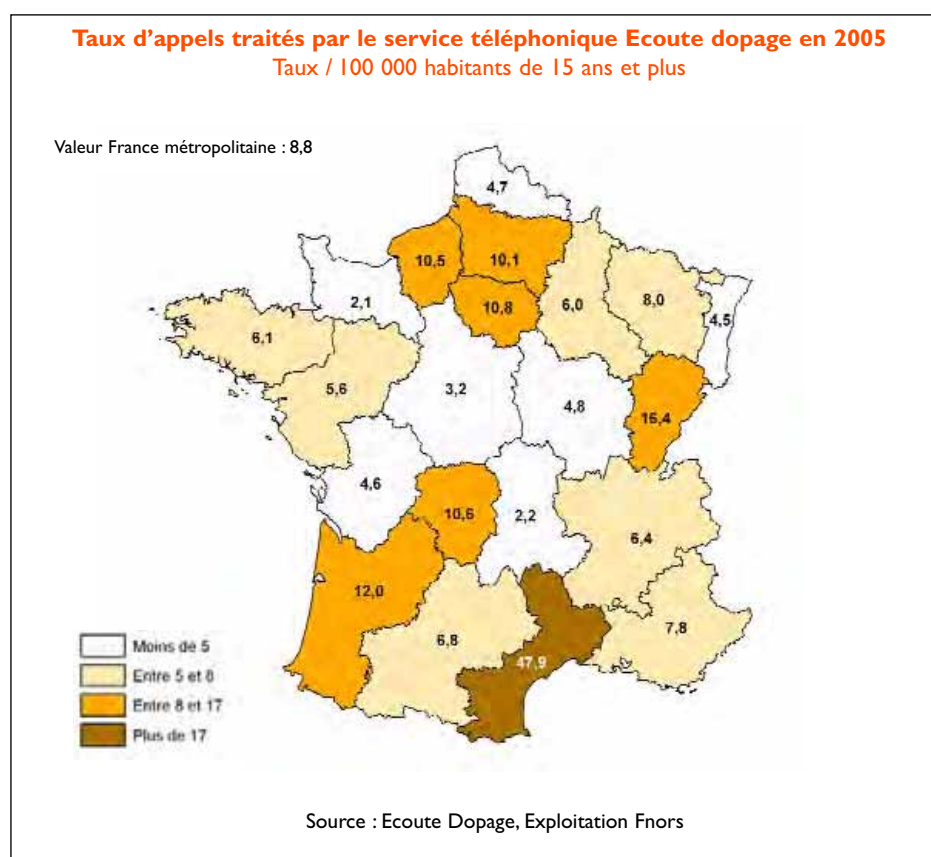 Taux d'appels traités par le service téléphonique Ecoute dopage en 2005
Taux / 100 000 habitants de 15 ans et plus
Valeur France métropolitaine : 8,8
4,7
10,5
10,1
2,1
10,8
6,0
8,0
4,5
6,1
5,6
3,2
4,8
15,4
4,6
10,6
2,2
6,4
12,0
6,8
7,8
47,9
Moins de 5
Entre 5 et 8
Entre 8 et 17
Plus de 17
Source : Ecoute Dopage, Exploitation Fnors